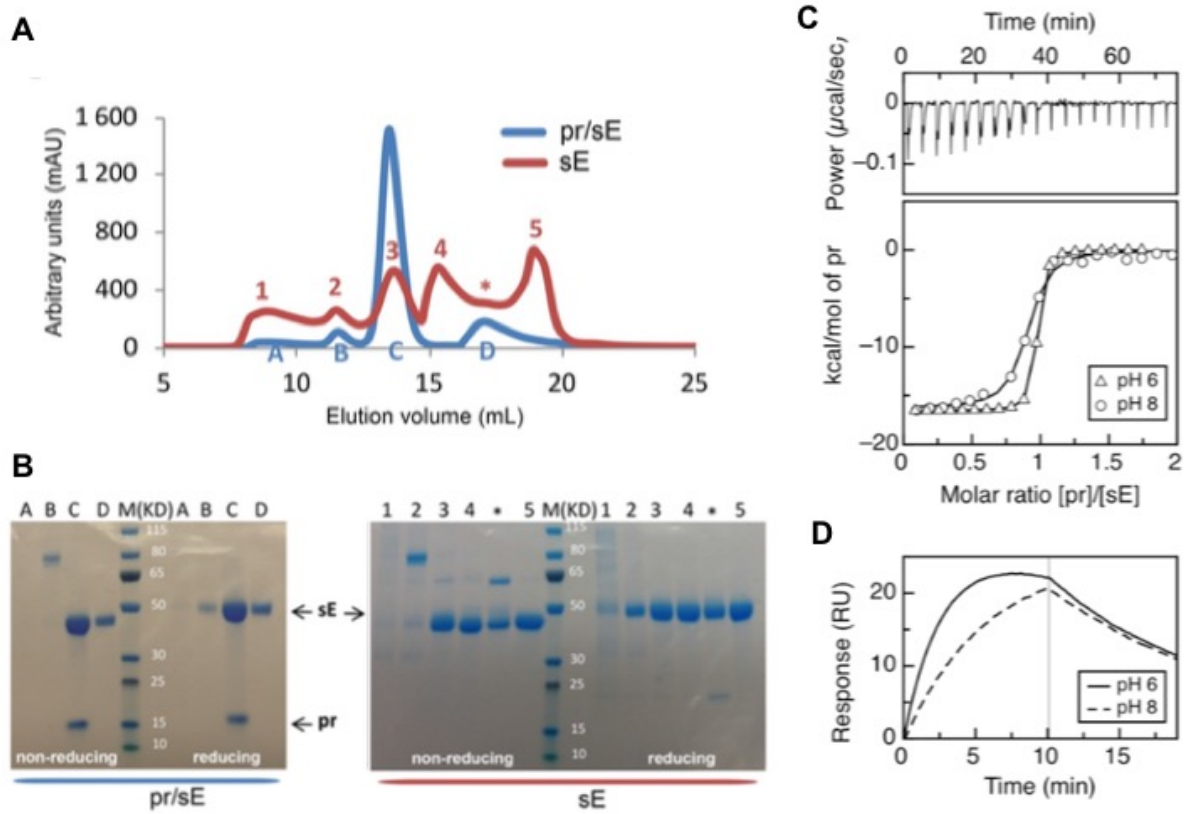 A
1 600
1 200
800
400
0
Arbitrary units (mAU)
pr/sE
sE
1
2
3
4
*
5
A
B
C
D
5 10 15 20 25
Elution volume (mL)
B
A B C D M(KD) A B C D
115
80
65
50
30
25
15
10
non-reducing reducing
pr/sE
sE
pr
1 2 3 4 * 5 M(KD) 1 2 3 4 * 5
115
80
65
50
30
25
15
10
non-reducing reducing
sE
C
Time (min)
0 20 40 60
Power (µcal/sec,
0
−0.1
kcal/mol of pr
0
−10
−20
pH 6
pH 8
0 0.5 1 1.5 2
Molar ratio [pr]/[sE]
D
Response (RU)
20
10
0
pH 6
pH 8
0 5 10 15
Time (min)